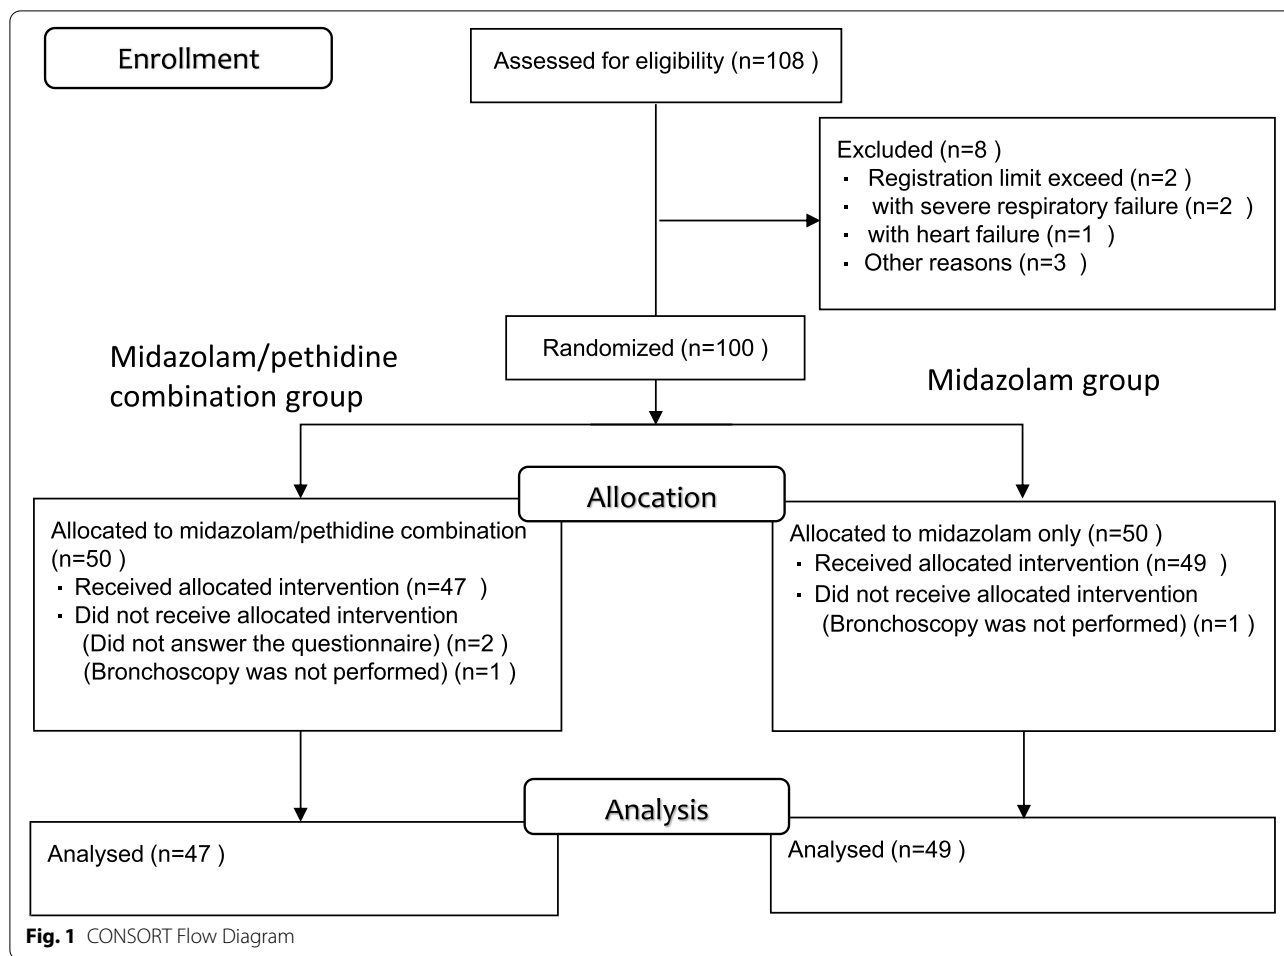 Enrollment
Assessed for eligibility (n=108 )
Excluded (n=8 )
· Registration limit exceed (n=2 )
· with severe respiratory failure (n=2 )
· with heart failure (n=1 )
· Other reasons (n=3 )
Randomized (n=100 )
Midazolam/pethidine
combination group
Midazolam group
Allocation
Allocated to midazolam/pethidine combination
(n=50 )
· Received allocated intervention (n=47 )
· Did not receive allocated intervention
(Did not answer the questionnaire) (n=2 )
(Bronchoscopy was not performed) (n=1 )
Allocated to midazolam only (n=50 )
· Received allocated intervention (n=49 )
· Did not receive allocated intervention
(Bronchoscopy was not performed) (n=1 )
Analysis
Analysed (n=47 )
Analysed (n=49 )
Fig. 1 CONSORT Flow Diagram